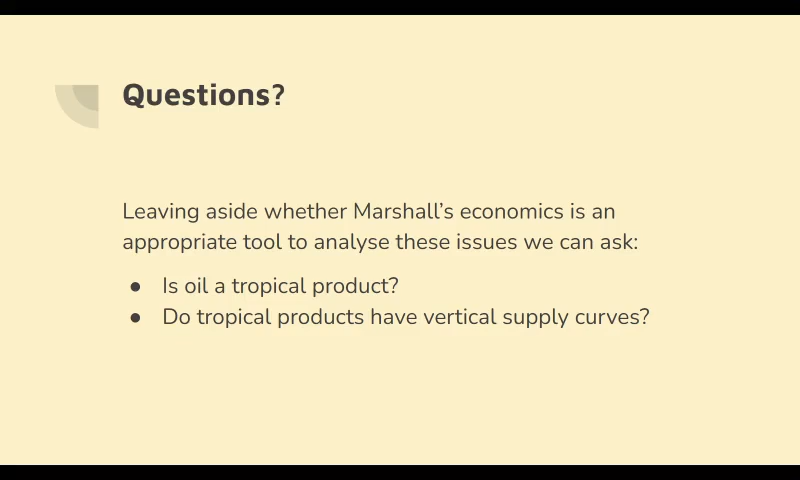 Questions?
Leaving aside whether Marshall’s economics is an
appropriate tool to analyse these issues we can ask:
● Is oil a tropical product?
● Do tropical products have vertical supply curves?